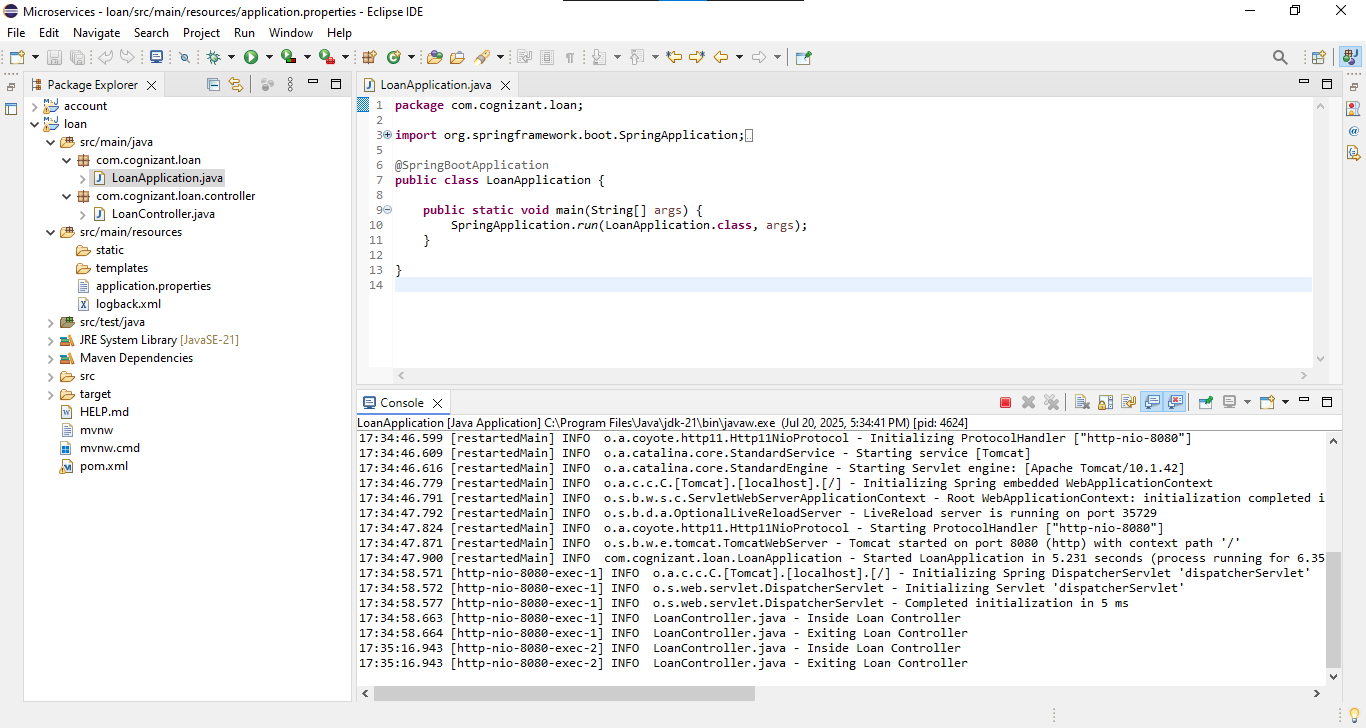 Microservices - loan/src/main/resources/application.properties - Eclipse IDE
File Edit Navigate Search Project Run Window Help
Package Explorer
account
loan
src/main/java
com.cognizant.loan
LoanApplication.java
com.cognizant.loan.controller
LoanController.java
src/main/resources
static
templates
application.properties
logback.xml
src/test/java
JRE System Library [JavaSE-21]
Maven Dependencies
src
target
HELP.md
mvnw
mvnw.cmd
pom.xml
LoanApplication.java
1 package com.cognizant.loan;
2
3 import org.springframework.boot.SpringApplication;
5
6 @SpringBootApplication
7 public class LoanApplication {
8
9 public static void main(String[] args) {
10 SpringApplication.run(LoanApplication.class, args);
11 }
12
13 }
14
Console
LoanApplication [Java Application] C:\Program Files\Java\jdk-21\bin\javaw.exe (Jul 20, 2025, 5:34:41 PM) [pid: 4624]
17:34:46.599 [restartedMain] INFO o.a.coyote.http11.Http11NioProtocol - Initializing ProtocolHandler ["http-nio-8080"]
17:34:46.609 [restartedMain] INFO o.a.catalina.core.StandardService - Starting service [Tomcat]
17:34:46.616 [restartedMain] INFO o.a.catalina.core.StandardEngine - Starting Servlet engine: [Apache Tomcat/10.1.42]
17:34:46.779 [restartedMain] INFO o.a.c.c.C.[Tomcat].[localhost].[/] - Initializing Spring embedded WebApplicationContext
17:34:46.791 [restartedMain] INFO o.s.b.w.s.c.ServletWebServerApplicationContext - Root WebApplicationContext: initialization completed i
17:34:47.792 [restartedMain] INFO o.s.b.d.a.OptionalLiveReloadServer - LiveReload server is running on port 35729
17:34:47.824 [restartedMain] INFO o.a.coyote.http11.Http11NioProtocol - Starting ProtocolHandler ["http-nio-8080"]
17:34:47.871 [restartedMain] INFO o.s.b.w.e.tomcat.TomcatWebServer - Tomcat started on port 8080 (http) with context path '/'
17:34:47.900 [restartedMain] INFO com.cognizant.loan.LoanApplication - Started LoanApplication in 5.231 seconds (process running for 6.35
17:34:58.571 [http-nio-8080-exec-1] INFO o.a.c.c.C.[Tomcat].[localhost].[/] - Initializing Spring DispatcherServlet 'dispatcherServlet'
17:34:58.572 [http-nio-8080-exec-1] INFO o.s.web.servlet.DispatcherServlet - Initializing Servlet 'dispatcherServlet'
17:34:58.577 [http-nio-8080-exec-1] INFO o.s.web.servlet.DispatcherServlet - Completed initialization in 5 ms
17:34:58.663 [http-nio-8080-exec-1] INFO LoanController.java - Inside Loan Controller
17:34:58.664 [http-nio-8080-exec-1] INFO LoanController.java - Exiting Loan Controller
17:35:16.943 [http-nio-8080-exec-2] INFO LoanController.java - Inside Loan Controller
17:35:16.943 [http-nio-8080-exec-2] INFO LoanController.java - Exiting Loan Controller